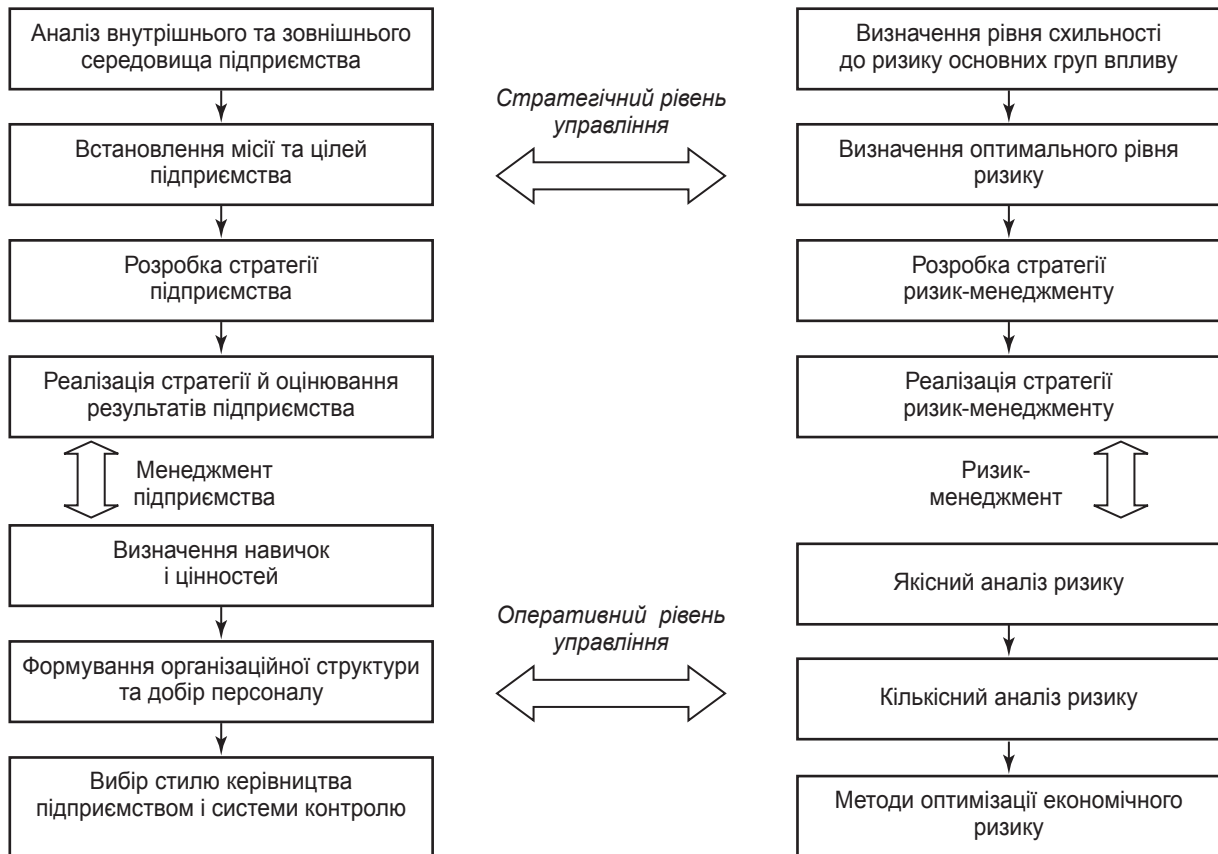 Аналіз внутрішнього та зовнішнього
середовища підприємства
Встановлення місії та цілей
підприємства
Розробка стратегії
підприємства
Реалізація стратегії й оцінювання
результатів підприємства
Менеджмент
підприємства
Визначення навичок
і цінностей
Формування організаційної структури
та добір персоналу
Вибір стилю керівництва
підприємством і системи контролю
Стратегічний рівень
управління
Оперативний рівень
управління
Визначення рівня схильності
до ризику основних груп впливу
Визначення оптимального рівня
ризику
Розробка стратегії
ризик-менеджменту
Реалізація стратегії
ризик-менеджменту
Ризик-
менеджмент
Якісний аналіз ризику
Кількісний аналіз ризику
Методи оптимізації економічного
ризику